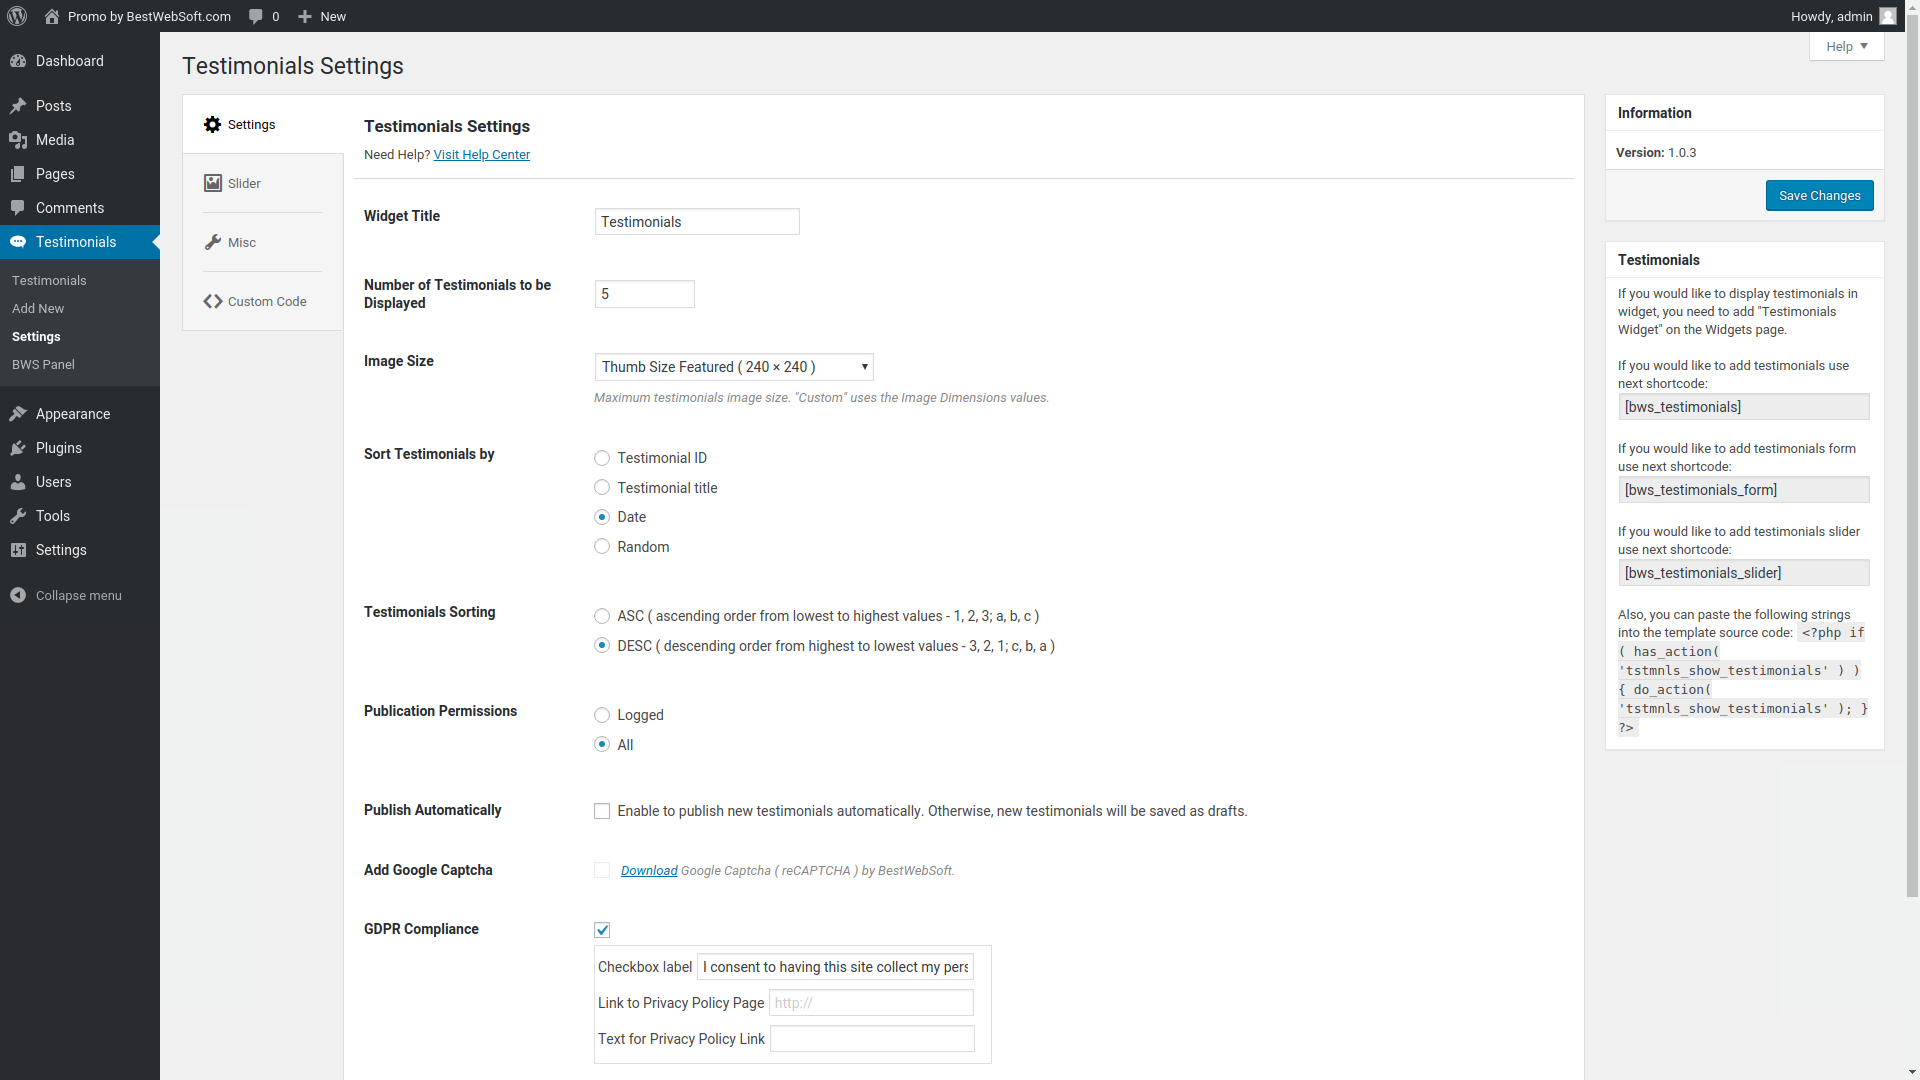 Promo by BestWebSoft.com 0 New Howdy, admin
Help
Dashboard
Posts
Media
Pages
Comments
Testimonials
Testimonials
Add New
Settings
BWS Panel
Appearance
Plugins
Users
Tools
Settings
Collapse menu
Testimonials Settings
Settings
Slider
Misc
Custom Code
Testimonials Settings
Need Help? Visit Help Center
Widget Title
Testimonials
Number of Testimonials to be
Displayed
5
Image Size
Thumb Size Featured ( 240 × 240 )
Maximum testimonials image size. "Custom" uses the Image Dimensions values.
Sort Testimonials by
Testimonial ID
Testimonial title
Date
Random
Testimonials Sorting
ASC ( ascending order from lowest to highest values - 1, 2, 3; a, b, c )
DESC ( descending order from highest to lowest values - 3, 2, 1; c, b, a )
Publication Permissions
Logged
All
Publish Automatically
Enable to publish new testimonials automatically. Otherwise, new testimonials will be saved as drafts.
Add Google Captcha
Download Google Captcha ( reCAPTCHA ) by BestWebSoft.
GDPR Compliance
Checkbox label I consent to having this site collect my pers
Link to Privacy Policy Page http://
Text for Privacy Policy Link
Information
Version: 1.0.3
Save Changes
Testimonials
If you would like to display testimonials in
widget, you need to add "Testimonials
Widget" on the Widgets page.
If you would like to add testimonials use
next shortcode:
[bws_testimonials]
If you would like to add testimonials form
use next shortcode:
[bws_testimonials_form]
If you would like to add testimonials slider
use next shortcode:
[bws_testimonials_slider]
Also, you can paste the following strings
into the template source code: <?php if
( has_action(
'tstmnls_show_testimonials' ) )
{ do_action(
'tstmnls_show_testimonials' ); }
?>